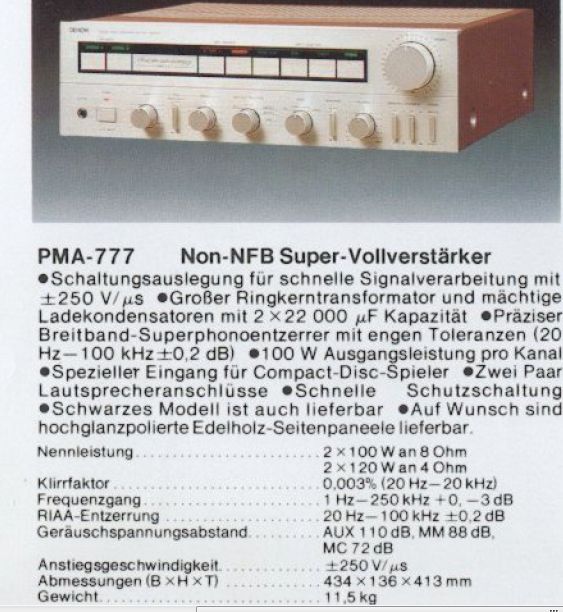 DENON
PMA-777 Non-NFB Super-Vollverstärker
●Schaltungsauslegung für schnelle Signalverarbeitung mit
±250 V/μs ●Großer Ringkerntransformator und mächtige
Ladekondensatoren mit 2×22 000 μF Kapazität ●Präziser
Breitband-Superphonoentzerrer mit engen Toleranzen (20
Hz—100 kHz±0,2 dB) ●100 W Ausgangsleistung pro Kanal
●Spezieller Eingang für Compact-Disc-Spieler ●Zwei Paar
Lautsprecheranschlüsse ●Schnelle Schutzschaltung
●Schwarzes Modell ist auch lieferbar ●Auf Wunsch sind
hochglanzpolierte Edelholz-Seitenpaneele lieferbar.
Nennleistung......................... 2×100 W an 8 Ohm
2×120 W an 4 Ohm
Klirrfaktor............................ 0,003% (20 Hz—20 kHz)
Frequenzgang........................ 1 Hz—250 kHz +0, —3 dB
RIAA-Entzerrung..................... 20 Hz—100 kHz ±0,2 dB
Geräuschspannungsabstand......... AUX 110 dB, MM 88 dB,
MC 72 dB
Anstiegsgeschwindigkeit............. ±250 V/μs
Abmessungen (B×H×T)............. 434×136×413 mm
Gewicht.............................. 11,5 kg